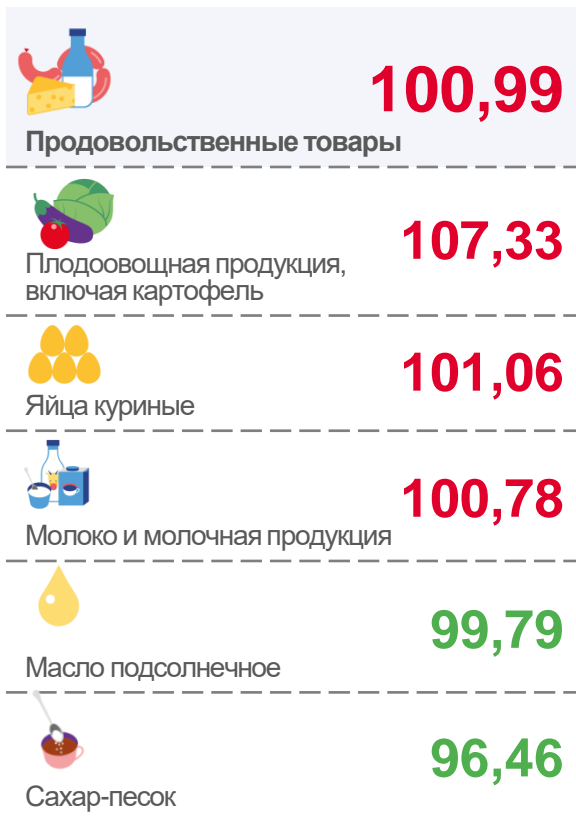 100,99
Продовольственные товары
107,33
Плодоовощная продукция,
включая картофель
101,06
Яйца куриные
100,78
Молоко и молочная продукция
99,79
Масло подсолнечное
96,46
Сахар-песок